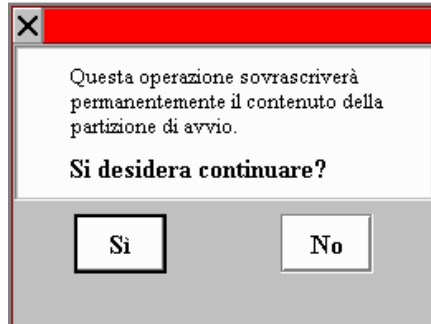 Questa operazione sovrascriverà
permanentemente il contenuto della
partizione di avvio.
Si desidera continuare?
Sì
No